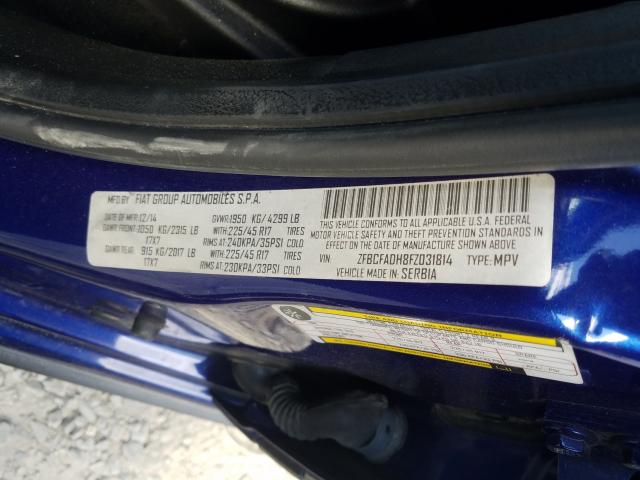 MFD.BY FIAT GROUP AUTOMOBILES S.P.A.
DATE OF MFR:12/14 GVWR:1950 KG/4299 LB
GAWR FRONT:1050 KG/2315 LB WITH:225/45 R17 TIRES
17X7 RIMS AT:240KPA/35PSI COLD
GAWR REAR: 915 KG/2017 LB WITH:225/45 R17 TIRES
17X7 RIMS AT:230KPA/33PSI COLD
THIS VEHICLE CONFORMS TO ALL APPLICABLE U.S.A. FEDERAL
MOTOR VEHICLE SAFETY AND THEFT PREVENTION STANDARDS IN
EFFECT ON THE DATE OF MANUFACTURE.
VIN: ZFBCFADH8FZ031814 TYPE: MPV
VEHICLE MADE IN: SERBIA